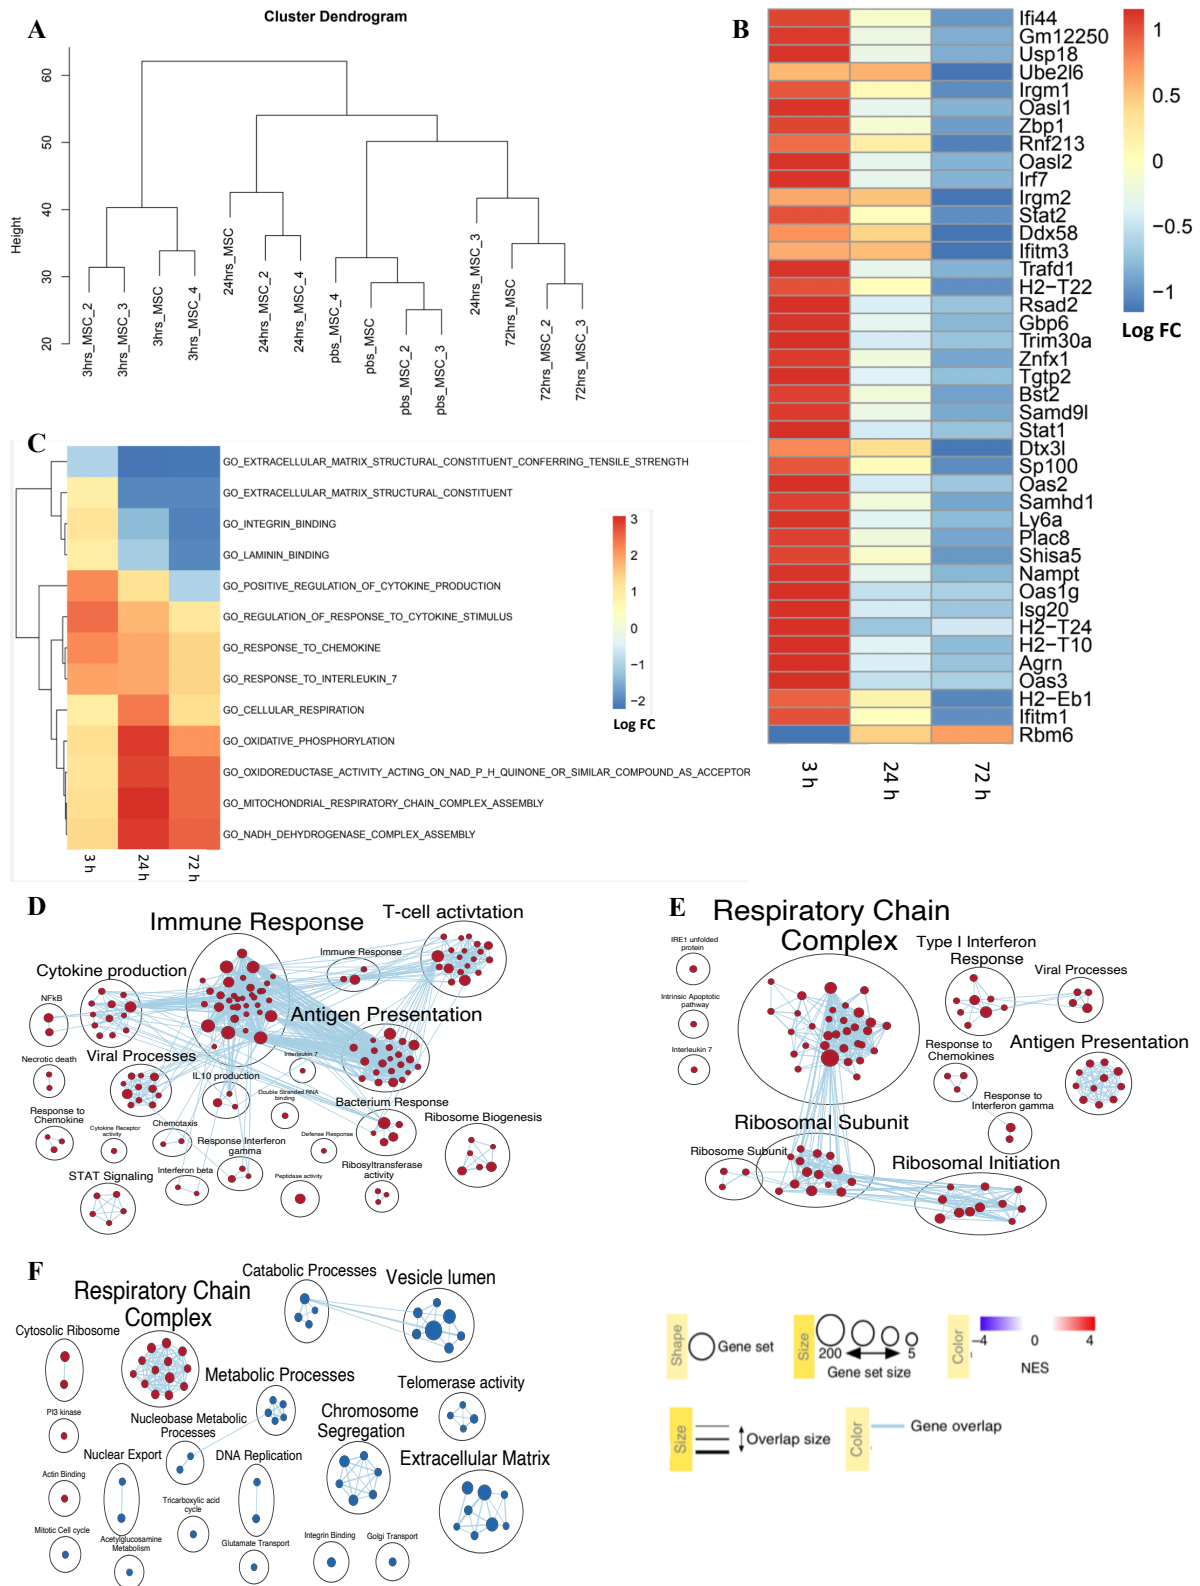 A
Cluster Dendrogram
Height
60
50
40
30
20
3hrs_MSC_2
3hrs_MSC_3
3hrs_MSC
3hrs_MSC_4
24hrs_MSC
24hrs_MSC_2
24hrs_MSC_4
pbs_MSC_4
pbs_MSC
pbs_MSC_2
pbs_MSC_3
24hrs_MSC_3
72hrs_MSC
72hrs_MSC_2
72hrs_MSC_3
B
Ifi44
Gm12250
Usp18
Ube2l6
Irgm1
Oasl1
Zbp1
Rnf213
Oasl2
Irf7
Irgm2
Stat2
Ddx58
Ifitm3
Trafd1
H2-T22
Rsad2
Gbp6
Trim30a
Znfx1
Tgtp2
Bst2
Samd9l
Stat1
Dtx3l
Sp100
Oas2
Samhd1
Ly6a
Plac8
Shisa5
Nampt
Oas1g
Isg20
H2-T24
H2-T10
Agrn
Oas3
H2-Eb1
Ifitm1
Rbm6
3 h
24 h
72 h
1
0.5
0
-0.5
-1
Log FC
C
GO_EXTRACELLULAR_MATRIX_STRUCTURAL_CONSTITUENT_CONFERRING_TENSILE_STRENGTH
GO_EXTRACELLULAR_MATRIX_STRUCTURAL_CONSTITUENT
GO_INTEGRIN_BINDING
GO_LAMININ_BINDING
GO_POSITIVE_REGULATION_OF_CYTOKINE_PRODUCTION
GO_REGULATION_OF_RESPONSE_TO_CYTOKINE_STIMULUS
GO_RESPONSE_TO_CHEMOKINE
GO_RESPONSE_TO_INTERLEUKIN_7
GO_CELLULAR_RESPIRATION
GO_OXIDATIVE_PHOSPHORYLATION
GO_OXIDOREDUCTASE_ACTIVITY_ACTING_ON_NAD_P_H_QUINONE_OR_SIMILAR_COMPOUND_AS_ACCEPTOR
GO_MITOCHONDRIAL_RESPIRATORY_CHAIN_COMPLEX_ASSEMBLY
GO_NADH_DEHYDROGENASE_COMPLEX_ASSEMBLY
3 h
24 h
72 h
3
2
1
0
-1
-2
Log FC
D
Immune Response
T-cell activtation
Immune Response
Cytokine production
NFkB
Antigen Presentation
Necrotic death
Viral Processes
Interleukin 7
IL10 production
Double Stranded RNA
binding
Bacterium Response
Ribosome Biogenesis
Response to
Chemokine
Cytokine Receptor
activity
Chemotaxis
Response Interferon
gamma
Defense Response
STAT Signaling
Interferon beta
Peptidase activity
Ribosyltransferase
activity
E
Respiratory Chain
Complex
IRE1 unfolded
protein
Type I Interferon
Response
Viral Processes
Intrinsic Apoptotic
pathway
Interleukin 7
Response to
Chemokines
Antigen Presentation
Response to
Interferon gamma
Ribosomal Subunit
Ribosome Subunit
Ribosomal Initiation
F
Respiratory Chain
Complex
Catabolic Processes
Vesicle lumen
Cytosolic Ribosome
Metabolic Processes
Telomerase activity
PI3 kinase
Nucleobase Metabolic
Processes
Chromosome
Segregation
Nuclear Export
DNA Replication
Extracellular Matrix
Actin Binding
Tricarboxylic acid
cycle
Mitotic Cell cycle
Acetylglucosamine
Metabolism
Glutamate Transport
Integrin Binding
Golgi Transport
Shape
Gene set
Size
200
5
Gene set size
Color
-4
0
4
NES
Size
Overlap size
Color
Gene overlap